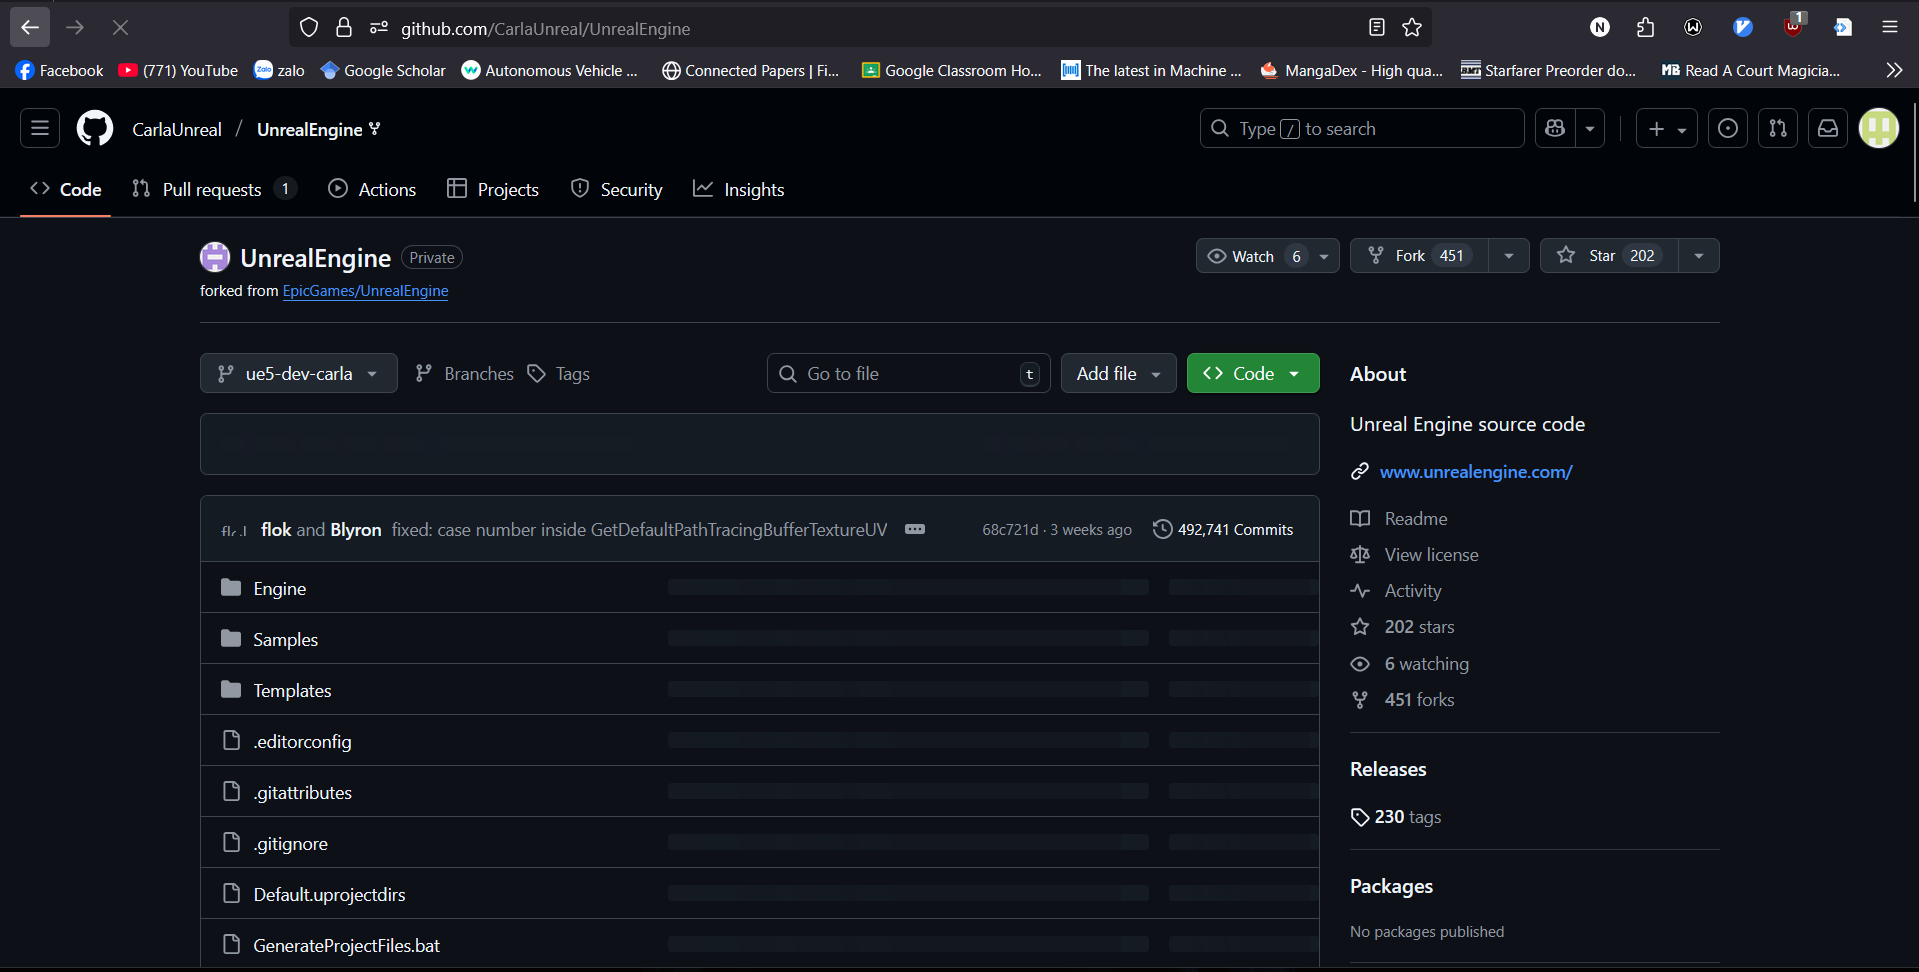 github.com/CarlaUnreal/UnrealEngine
1
Facebook (771) YouTube zalo Google Scholar Autonomous Vehicle ... Connected Papers | Fi... Google Classroom Ho... The latest in Machine ... MangaDex - High qua... Starfarer Preorder do... Read A Court Magicia...
CarlaUnreal / UnrealEngine
Type / to search
Code Pull requests 1 Actions Projects Security Insights
UnrealEngine Private
Watch 6 Fork 451 Star 202
forked from EpicGames/UnrealEngine
ue5-dev-carla Branches Tags Go to file t Add file Code
flok and Blyron fixed: case number inside GetDefaultPathTracingBufferTextureUV 68c721d · 3 weeks ago 492,741 Commits
Engine
Samples
Templates
.editorconfig
.gitattributes
.gitignore
Default.uprojectdirs
GenerateProjectFiles.bat
About
Unreal Engine source code
www.unrealengine.com/
Readme
View license
Activity
202 stars
6 watching
451 forks
Releases
230 tags
Packages
No packages published